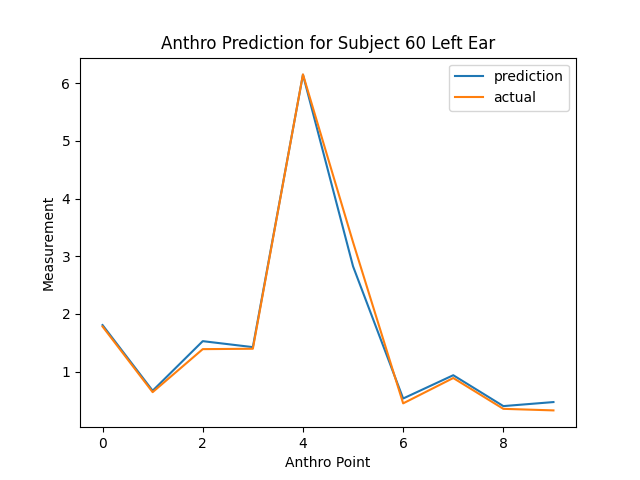 Anthro Prediction for Subject 60 Left Ear
prediction
actual
6
5
4
3
2
1
Measurement
0 2 4 6 8
Anthro Point